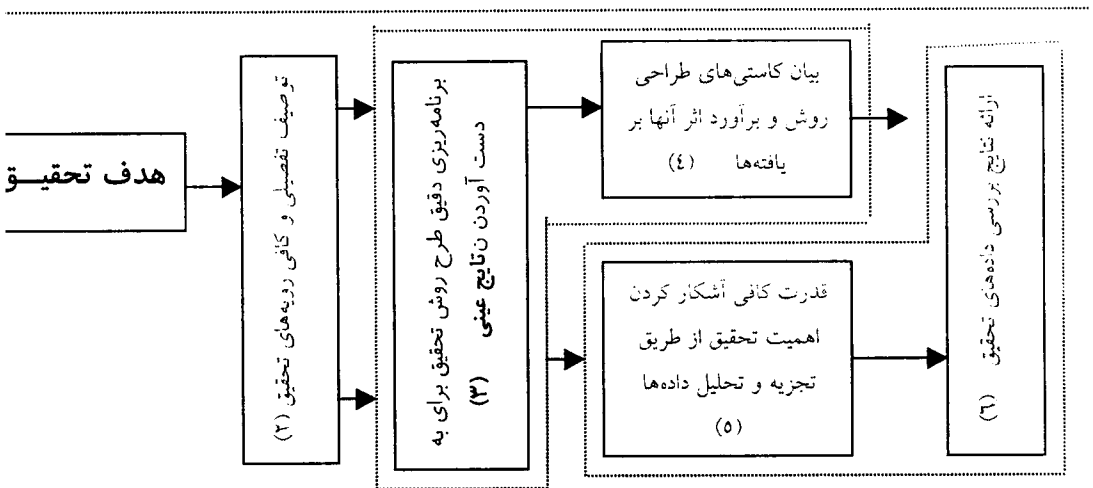 هدف تحقیق
توصیف تفصیلی و کافی رویه‌های تحقیق (۲)
برنامه‌ریزی دقیق طرح روش تحقیق برای به
دست آوردن نتایج عینی (۳)
بیان کاستی‌های طراحی
روش و برآورد اثر آنها بر
یافته‌ها (٤)
قدرت کافی آشکار کردن
اهمیت تحقیق از طریق
تجزیه و تحلیل داده‌ها
(٥)
ارائه نتایج بررسی داده‌های تحقیق (٦)